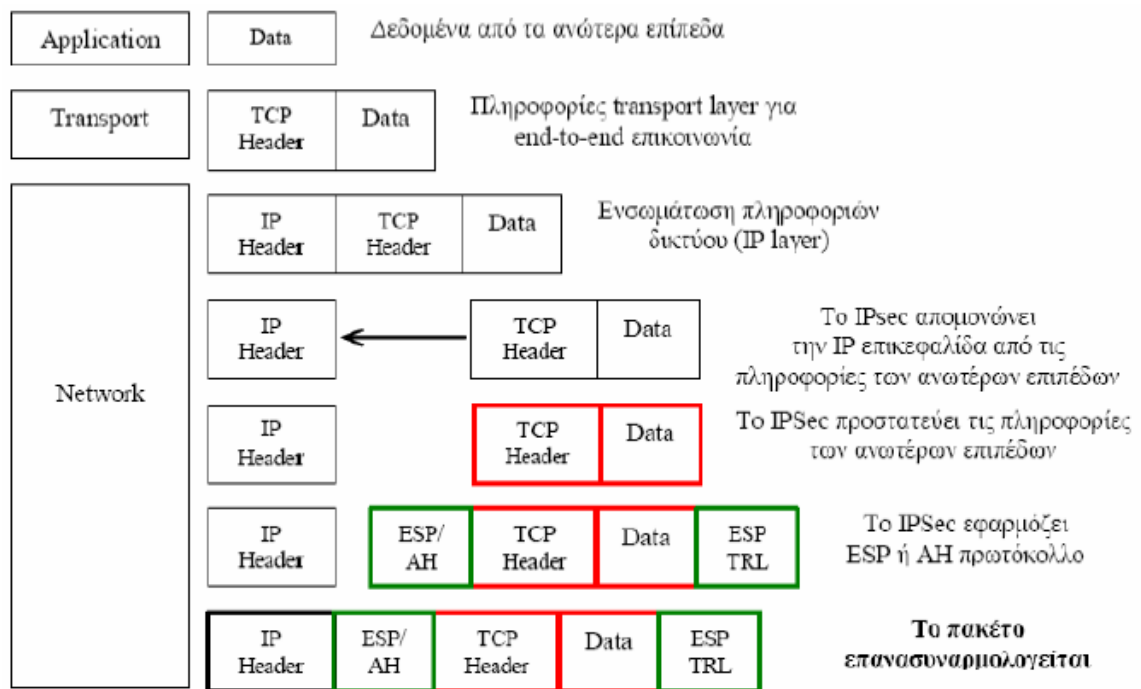 Application
Data
Δεδομένα από τα ανώτερα επίπεδα
Transport
TCP
Header
Data
Πληροφορίες transport layer για
end-to-end επικοινωνία
Network
IP
Header
TCP
Header
Data
Ενσωμάτωση πληροφοριών
δικτύου (IP layer)
IP
Header
TCP
Header
Data
Το IPsec απομονώνει
την IP επικεφαλίδα από τις
πληροφορίες των ανωτέρων επιπέδων
IP
Header
TCP
Header
Data
Το IPSec προστατεύει τις πληροφορίες
των ανωτέρων επιπέδων
IP
Header
ESP/
AH
TCP
Header
Data
ESP
TRL
Το IPSec εφαρμόζει
ESP ή AH πρωτόκολλο
IP
Header
ESP/
AH
TCP
Header
Data
ESP
TRL
Το πακέτο
επανασυναρμολογείται